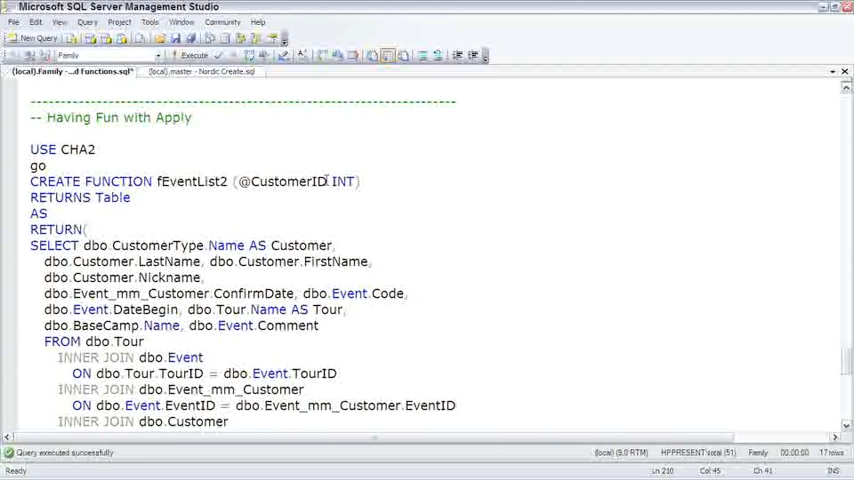 Microsoft SQL Server Management Studio
File Edit View Query Project Tools Window Community Help
New Query
Family Execute
(local).Family -...d Functions.sql* (local).master - Nordic.Create.sql
-- Having Fun with Apply
USE CHA2
go
CREATE FUNCTION fEventList2 (@CustomerID INT)
RETURNS Table
AS
RETURN(
SELECT dbo.CustomerType.Name AS Customer,
dbo.Customer.LastName, dbo.Customer.FirstName,
dbo.Customer.Nickname,
dbo.Event_mm_Customer.ConfirmDate, dbo.Event.Code,
dbo.Event.DateBegin, dbo.Tour.Name AS Tour,
dbo.BaseCamp.Name, dbo.Event.Comment
FROM dbo.Tour
INNER JOIN dbo.Event
ON dbo.Tour.TourID = dbo.Event.TourID
INNER JOIN dbo.Event_mm_Customer
ON dbo.Event.EventID = dbo.Event_mm_Customer.EventID
INNER JOIN dbo.Customer
Query executed successfully (local) (9.0 RTM) HPPRESENT\total (51) Family 00:00:00 17 rows
Ready Ln 210 Col 45 Ch 41 INS